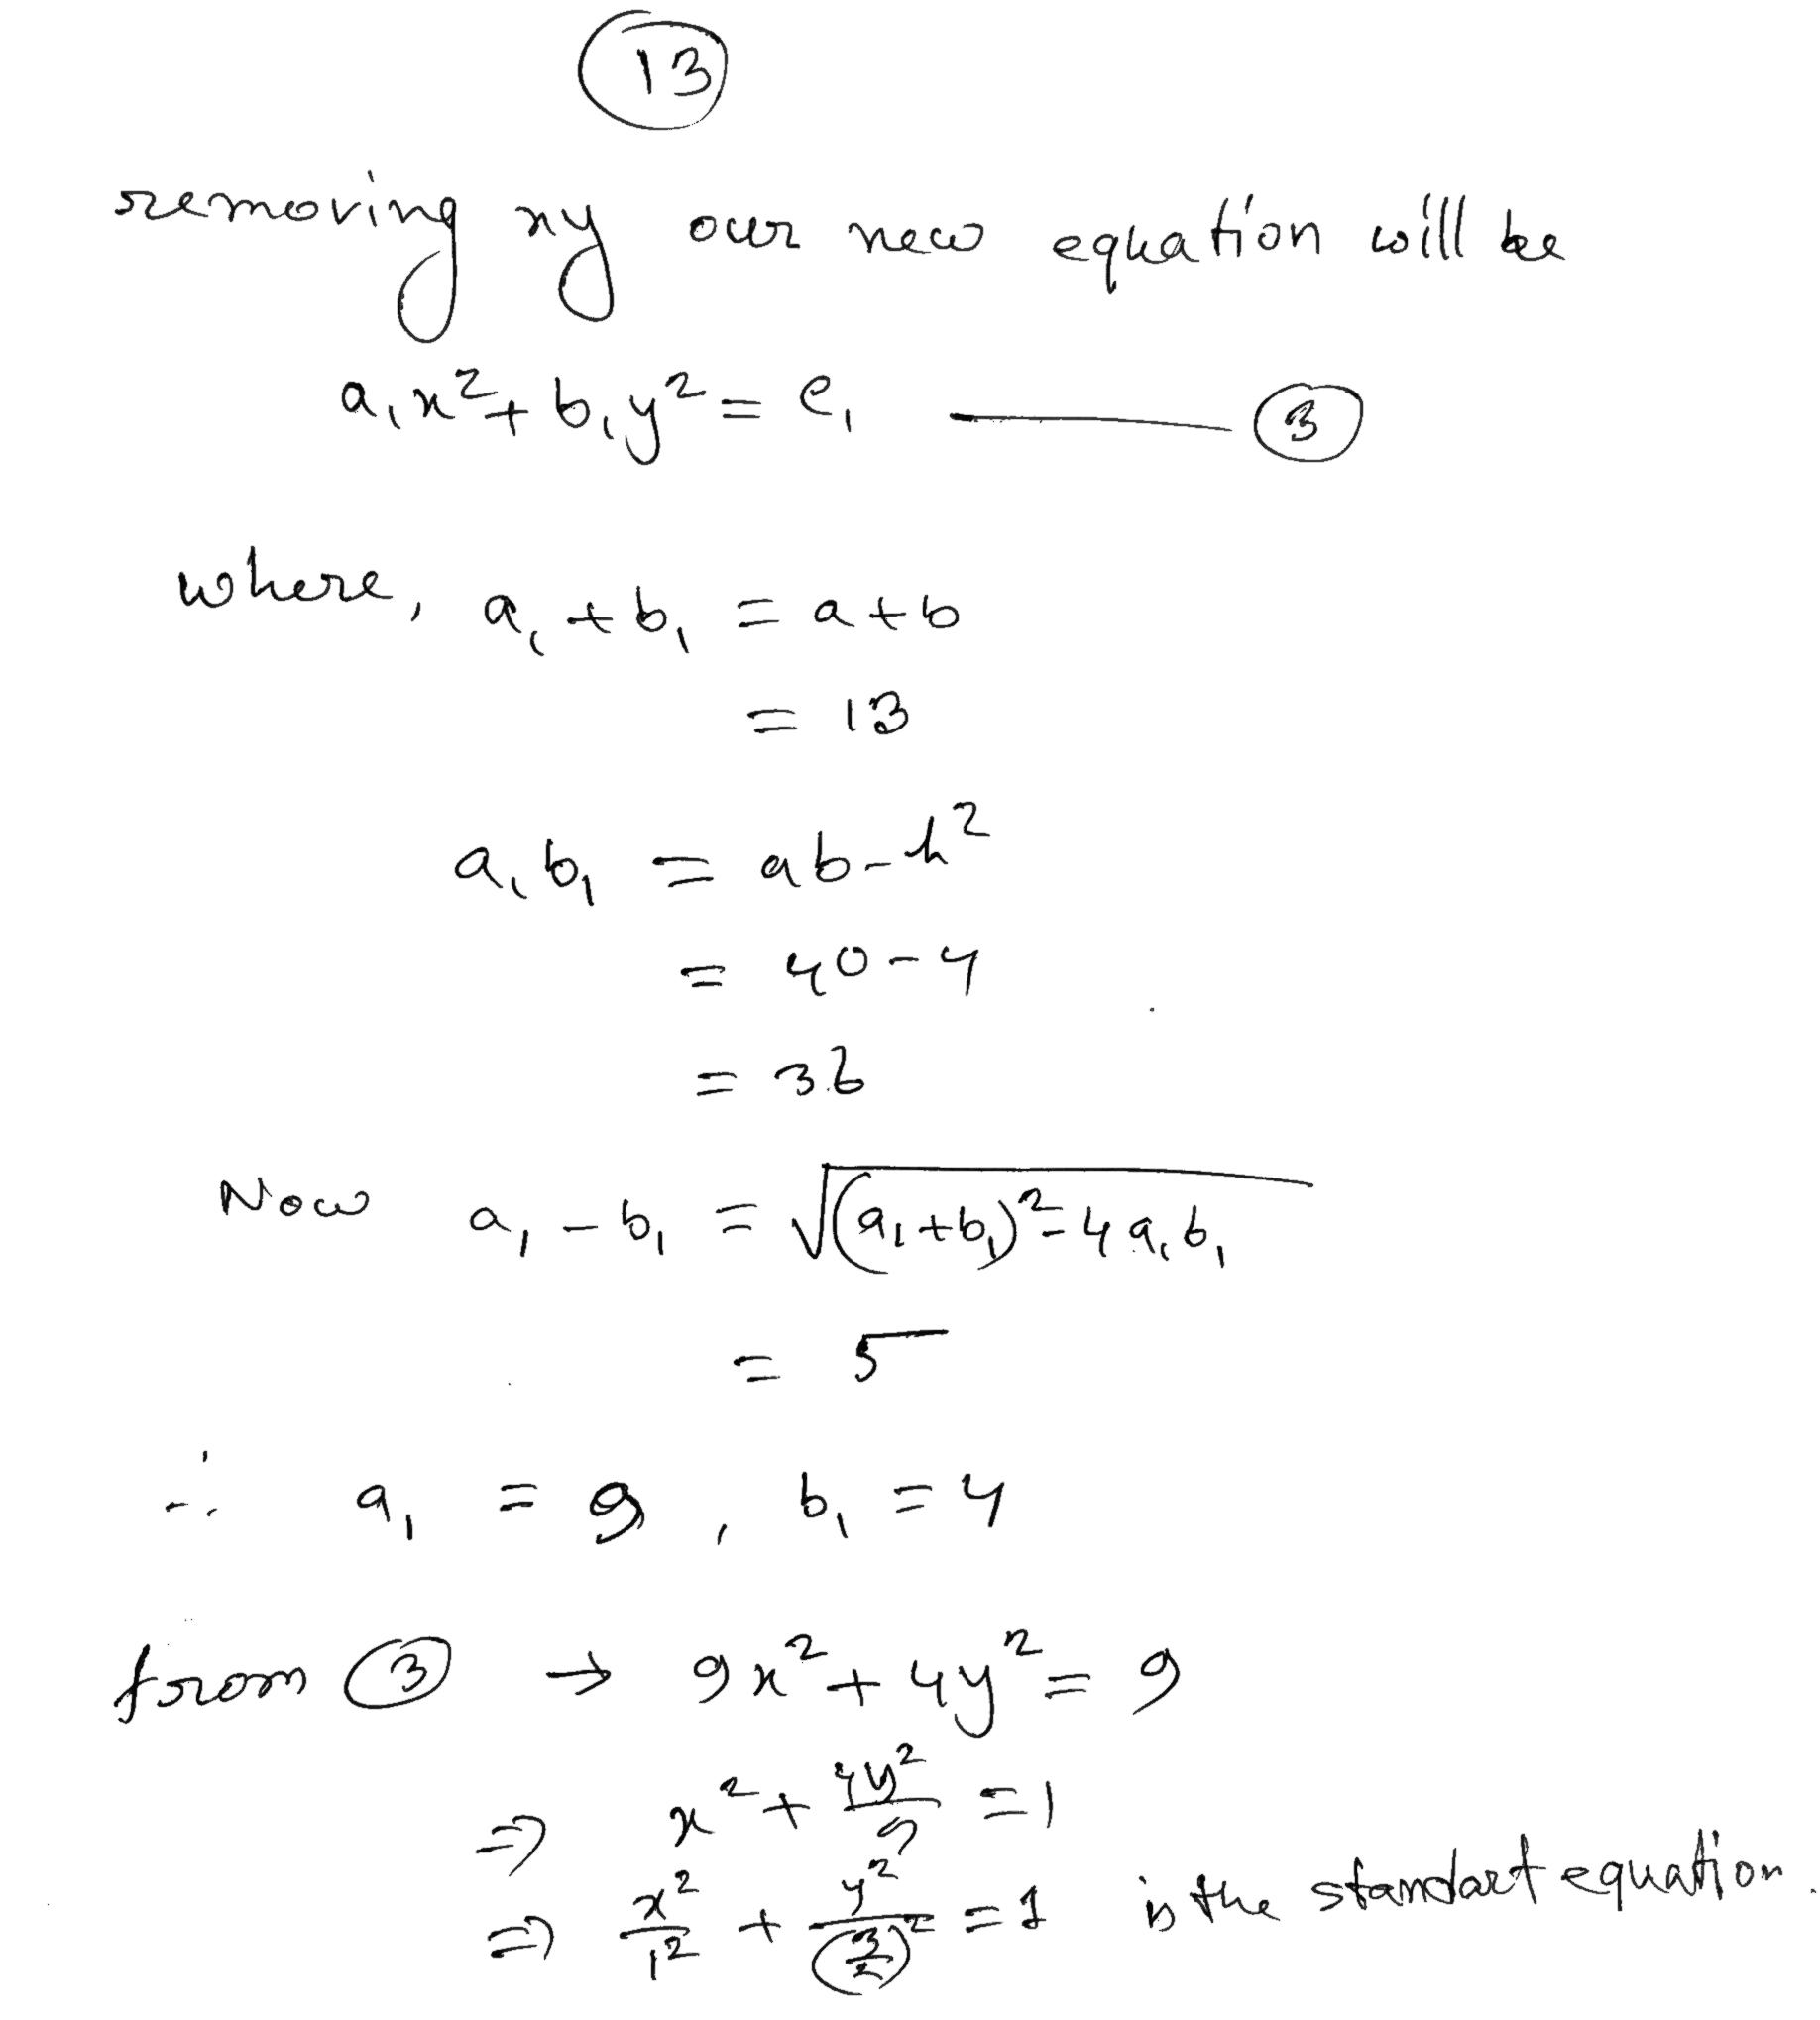 13
removing xy our new equation will be
a₁x² + b₁y² = c₁ ——— ③
where, a₁ + b₁ = a + b
= 13
a₁b₁ = ab - h²
= 40 - 4
= 36
Now a₁ - b₁ = √(a₁+b₁)² - 4a₁b₁
= 5
∴ a₁ = 9, b₁ = 4
from ③ → 9x² + 4y² = 9
⇒ x² + 4y²/9 = 1
⇒ x²/1² + y²/(3/2)² = 1 is the standart equation.